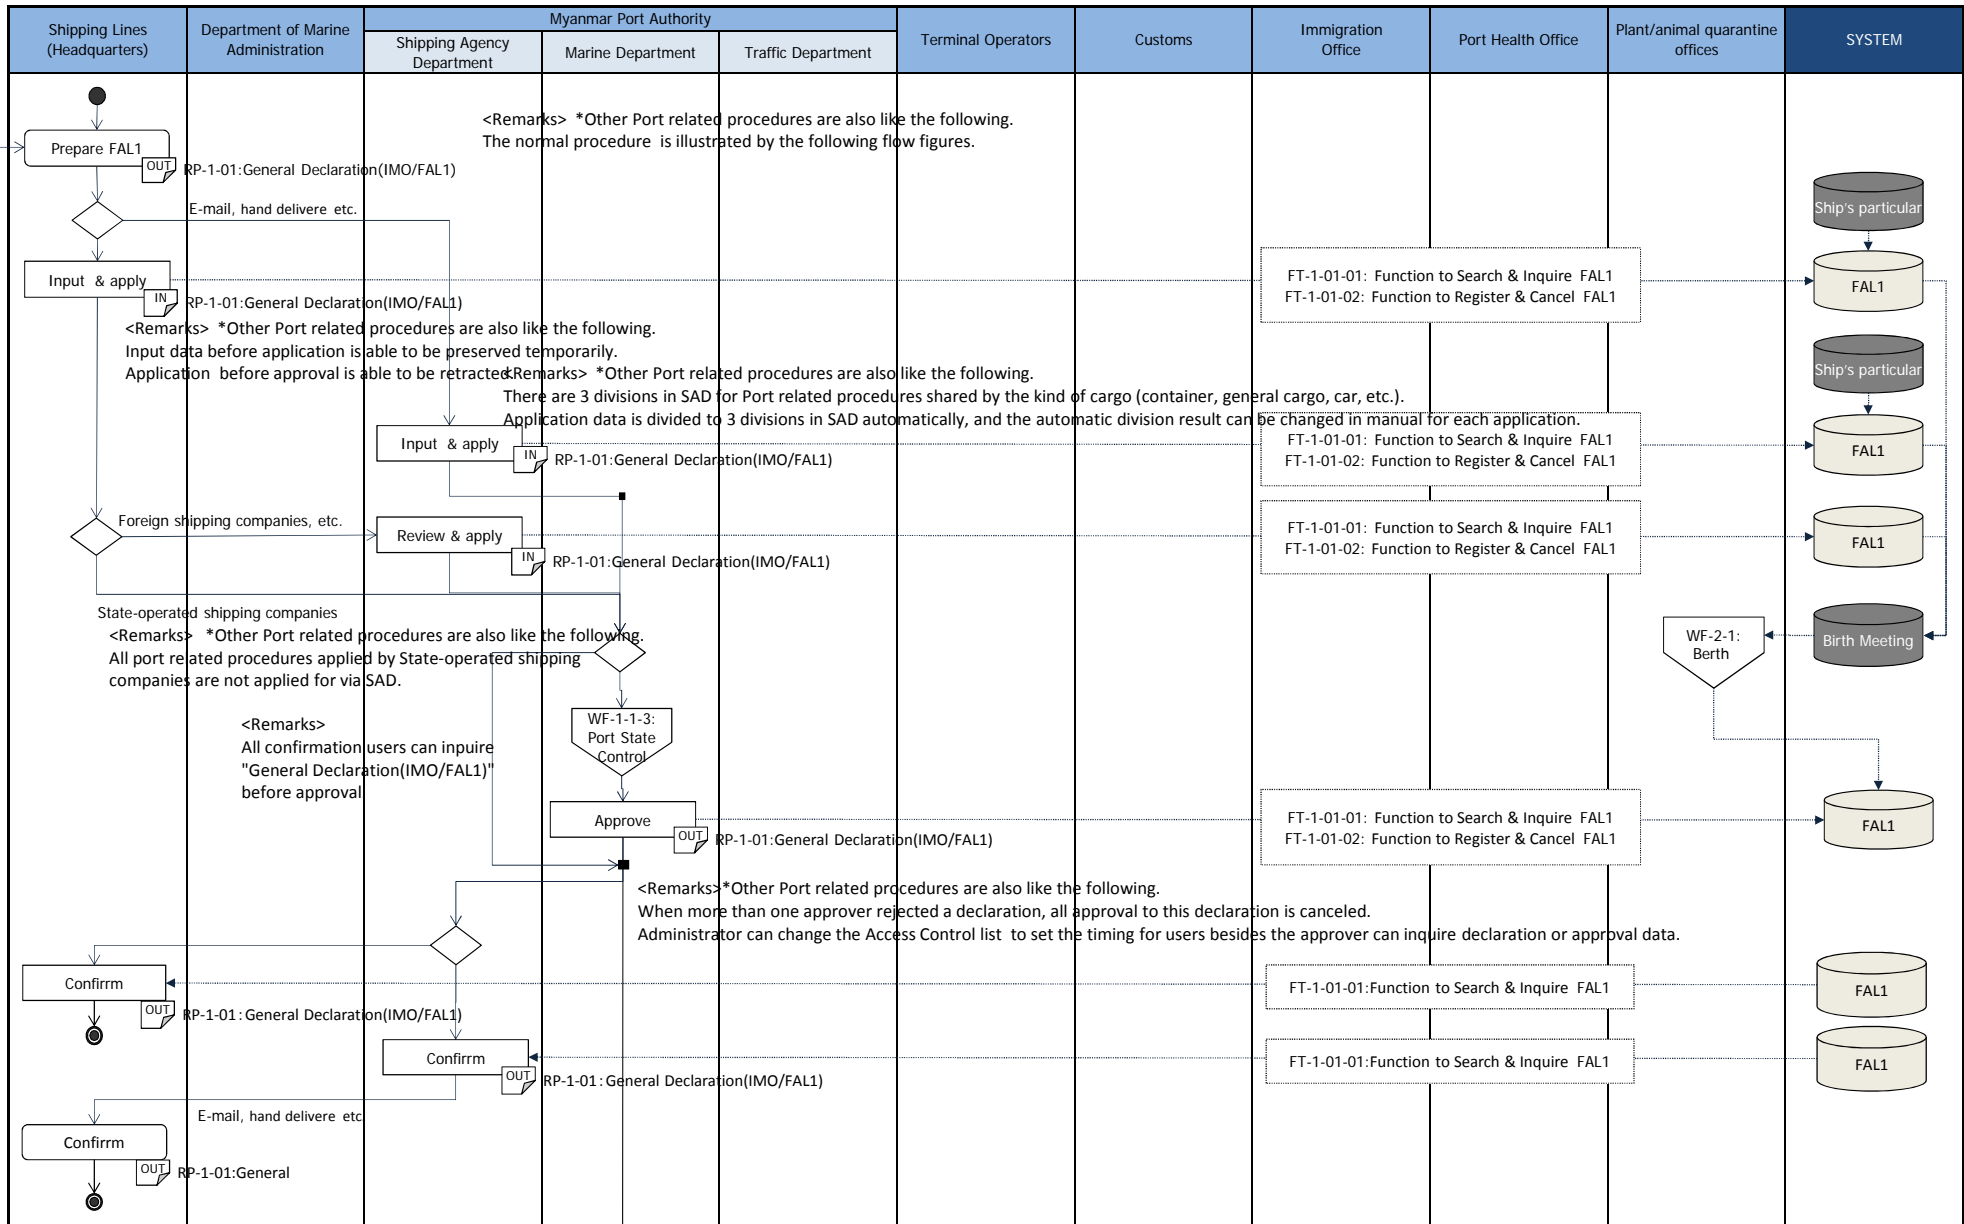 Shipping Lines
(Headquarters)
Department of Marine
Administration
Myanmar Port Authority
Shipping Agency
Department
Marine Department
Traffic Department
Terminal Operators
Customs
Immigration
Office
Port Health Office
Plant/animal quarantine
offices
SYSTEM
<Remarks>  *Other Port related procedures are also like the following.
The normal procedure  is illustrated by the following flow figures.
Prepare FAL1
OUT
RP-1-01:General Declaration(IMO/FAL1)
E-mail, hand delivere etc.
Ship's particular
Input  & apply
IN
RP-1-01:General Declaration(IMO/FAL1)
FT-1-01-01: Function to Search & Inquire  FAL1
FT-1-01-02: Function to Register & Cancel  FAL1
FAL1
<Remarks>  *Other Port related procedures are also like the following.
Input data before application is able to be preserved temporarily.
Application  before approval is able to be retracted.
Ship's particular
<Remarks>  *Other Port related procedures are also like the following.
There are 3 divisions in SAD for Port related procedures shared by the kind of cargo (container, general cargo, car, etc.).
Application data is divided to 3 divisions in SAD automatically, and the automatic division result can be changed in manual for each application.
Input  & apply
IN
RP-1-01:General Declaration(IMO/FAL1)
FT-1-01-01: Function to Search & Inquire  FAL1
FT-1-01-02: Function to Register & Cancel  FAL1
FAL1
Foreign shipping companies, etc.
Review & apply
IN
RP-1-01:General Declaration(IMO/FAL1)
FT-1-01-01: Function to Search & Inquire  FAL1
FT-1-01-02: Function to Register & Cancel  FAL1
FAL1
State-operated shipping companies
<Remarks>  *Other Port related procedures are also like the following.
All port related procedures applied by State-operated shipping
companies are not applied for via SAD.
WF-2-1:
Berth
Birth Meeting
<Remarks>
All confirmation users can inpuire
"General Declaration(IMO/FAL1)"
before approval.
WF-1-1-3:
Port State
Control
Approve
OUT
RP-1-01:General Declaration(IMO/FAL1)
FT-1-01-01: Function to Search & Inquire  FAL1
FT-1-01-02: Function to Register & Cancel  FAL1
FAL1
<Remarks>*Other Port related procedures are also like the following.
When more than one approver rejected a declaration, all approval to this declaration is canceled.
Administrator can change the Access Control list  to set the timing for users besides the approver can inquire declaration or approval data.
Confirrm
OUT
RP-1-01:General Declaration(IMO/FAL1)
FT-1-01-01:Function to Search & Inquire  FAL1
FAL1
Confirrm
OUT
RP-1-01:General Declaration(IMO/FAL1)
FT-1-01-01:Function to Search & Inquire  FAL1
FAL1
E-mail, hand delivere etc
Confirrm
OUT
RP-1-01:General